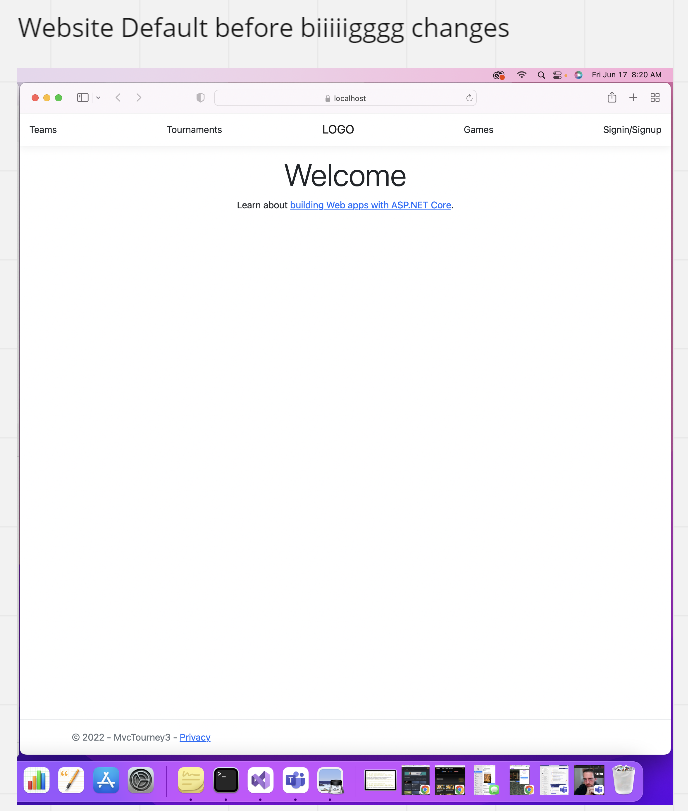 Website Default before biiiiigggg changes
Fri Jun 17 8:20 AM
localhost
Teams
Tournaments
LOGO
Games
Signin/Signup
Welcome
Learn about building Web apps with ASP.NET Core.
© 2022 - MvcTourney3 - Privacy